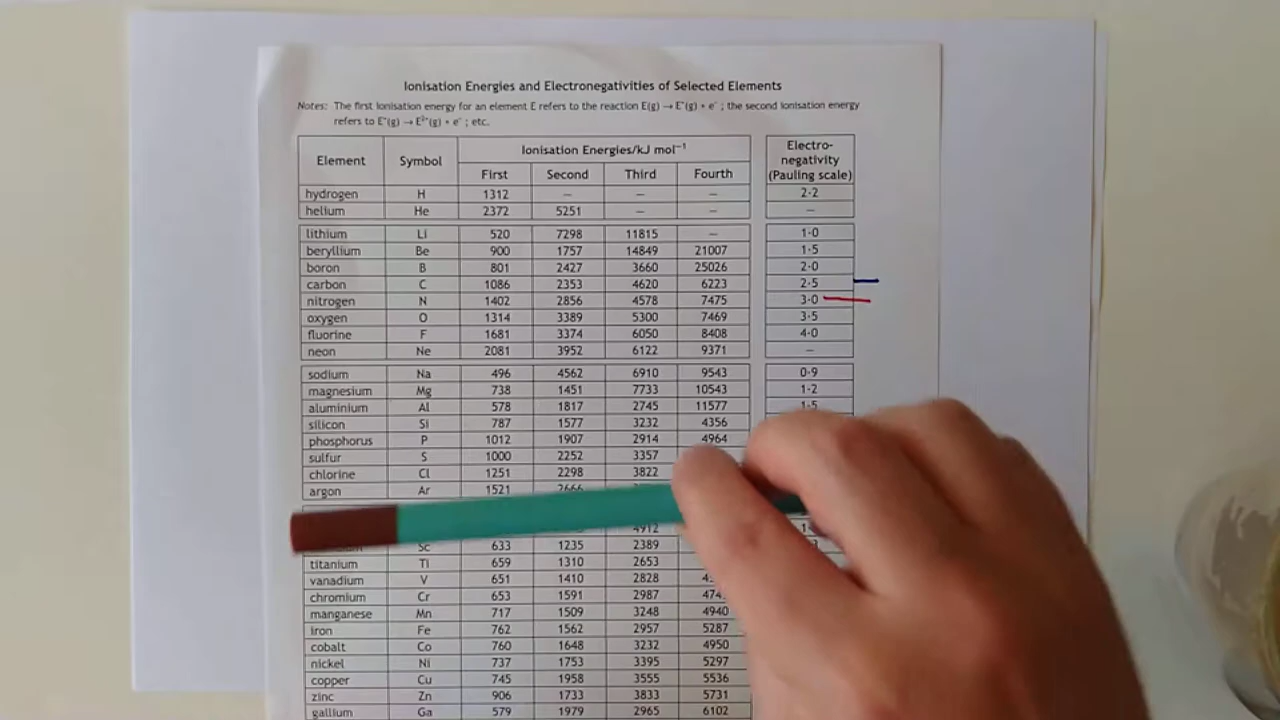 Ionisation Energies and Electronegativities of Selected Elements
Notes: The first ionisation energy for an element E refers to the reaction E(g) → E⁺(g) + e⁻ ; the second ionisation energy
refers to E⁺(g) → E²⁺(g) + e⁻ ; etc.
Element Symbol Ionisation Energies/kJ mol⁻¹ Electro-negativity (Pauling scale)
First Second Third Fourth
hydrogen H 1312 – – – 2·2
helium He 2372 5251 – – –
lithium Li 520 7298 11815 – 1·0
beryllium Be 900 1757 14849 21007 1·5
boron B 801 2427 3660 25026 2·0
carbon C 1086 2353 4620 6223 2·5
nitrogen N 1402 2856 4578 7475 3·0
oxygen O 1314 3389 5300 7469 3·5
fluorine F 1681 3374 6050 8408 4·0
neon Ne 2081 3952 6122 9371 –
sodium Na 496 4562 6910 9543 0·9
magnesium Mg 738 1451 7733 10543 1·2
aluminium Al 578 1817 2745 11577 1·5
silicon Si 787 1577 3232 4356
phosphorus P 1012 1907 2914 4964
sulfur S 1000 2252 3357
chlorine Cl 1251 2298 3822
argon Ar 1521 2666
4912
Sc 633 1235 2389
titanium Ti 659 1310 2653
vanadium V 651 1410 2828
chromium Cr 653 1591 2987
manganese Mn 717 1509 3248 4940
iron Fe 762 1562 2957 5287
cobalt Co 760 1648 3232 4950
nickel Ni 737 1753 3395 5297
copper Cu 745 1958 3555 5536
zinc Zn 906 1733 3833 5731
gallium Ga 579 1979 2965 6102